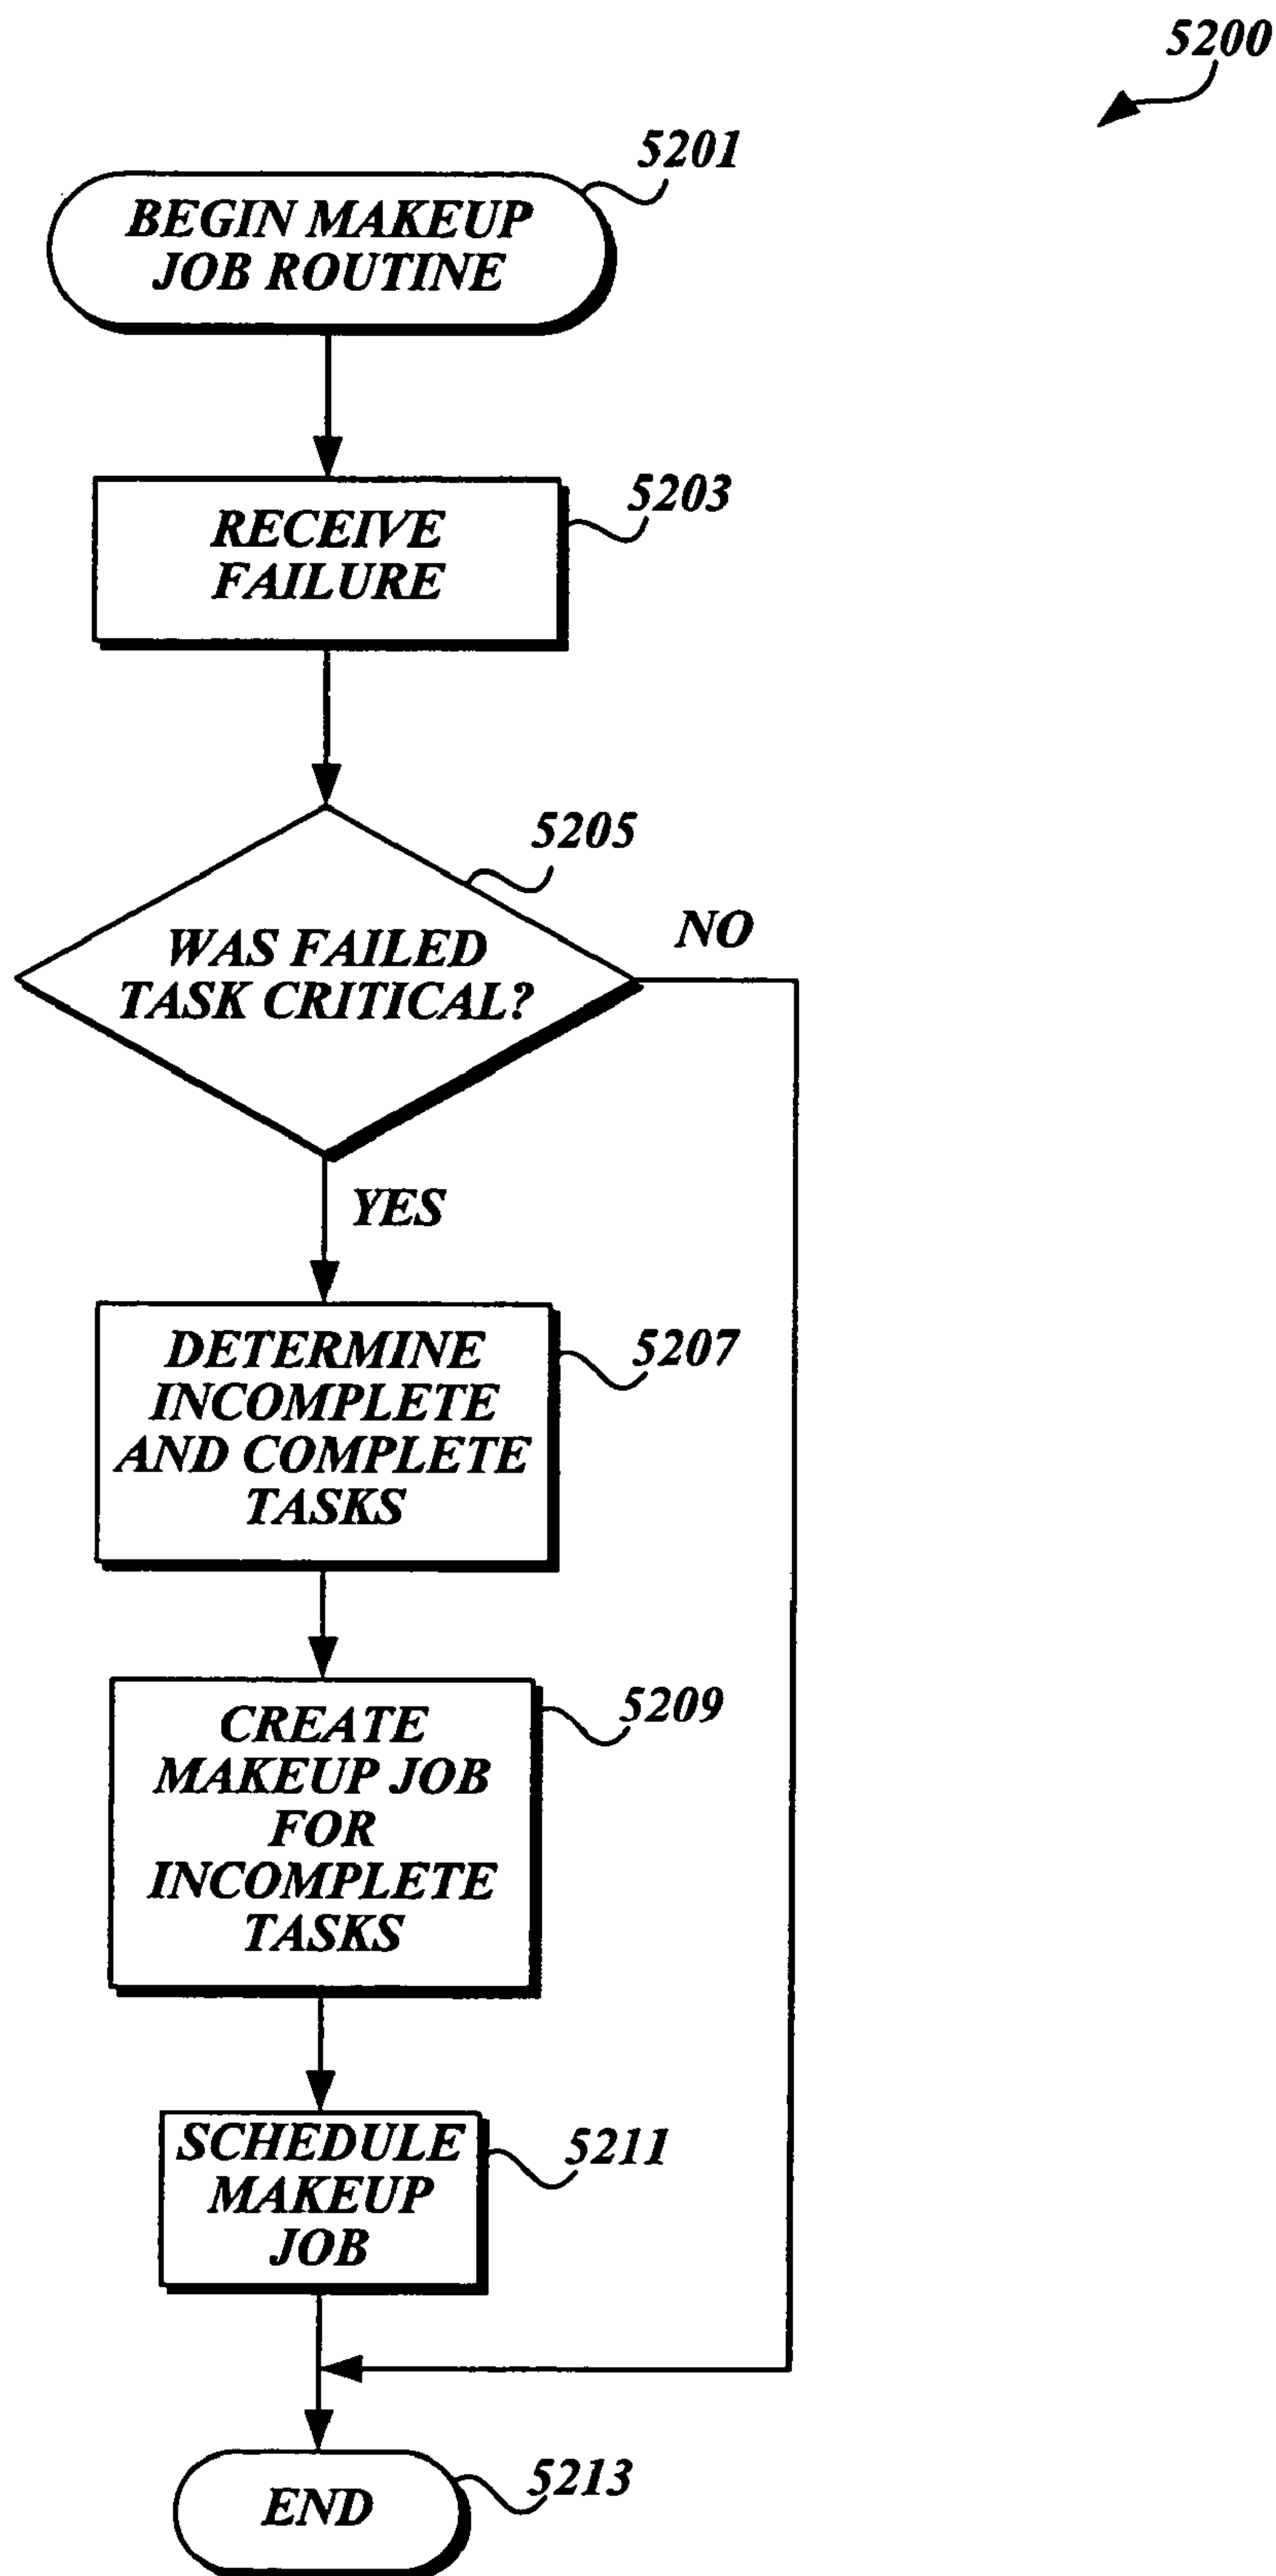 5200
5201
BEGIN MAKEUP
JOB ROUTINE
5203
RECEIVE
FAILURE
5205
WAS FAILED
TASK CRITICAL?
NO
YES
5207
DETERMINE
INCOMPLETE
AND COMPLETE
TASKS
5209
CREATE
MAKEUP JOB
FOR
INCOMPLETE
TASKS
5211
SCHEDULE
MAKEUP
JOB
5213
END